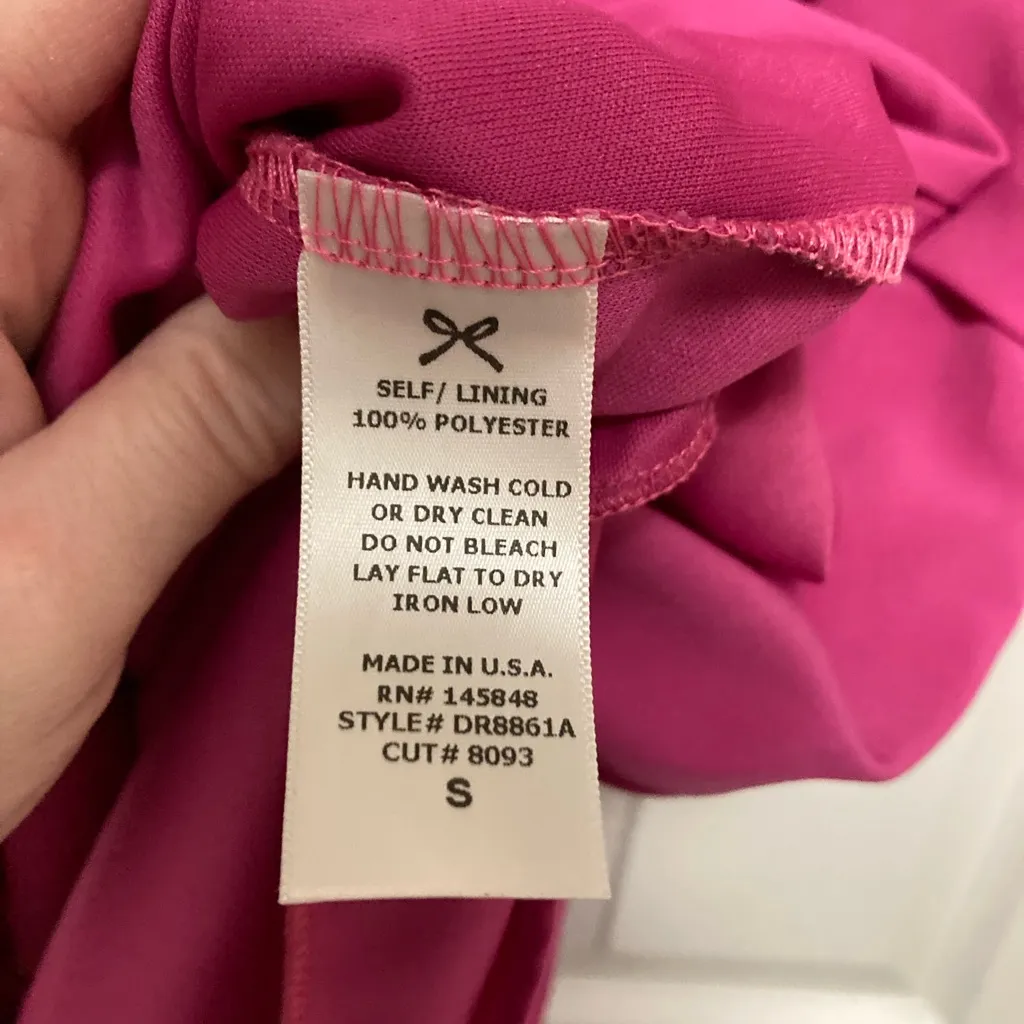 SELF/ LINING
100% POLYESTER
HAND WASH COLD
OR DRY CLEAN
DO NOT BLEACH
LAY FLAT TO DRY
IRON LOW
MADE IN U.S.A.
RN# 145848
STYLE# DR8861A
CUT# 8093
S